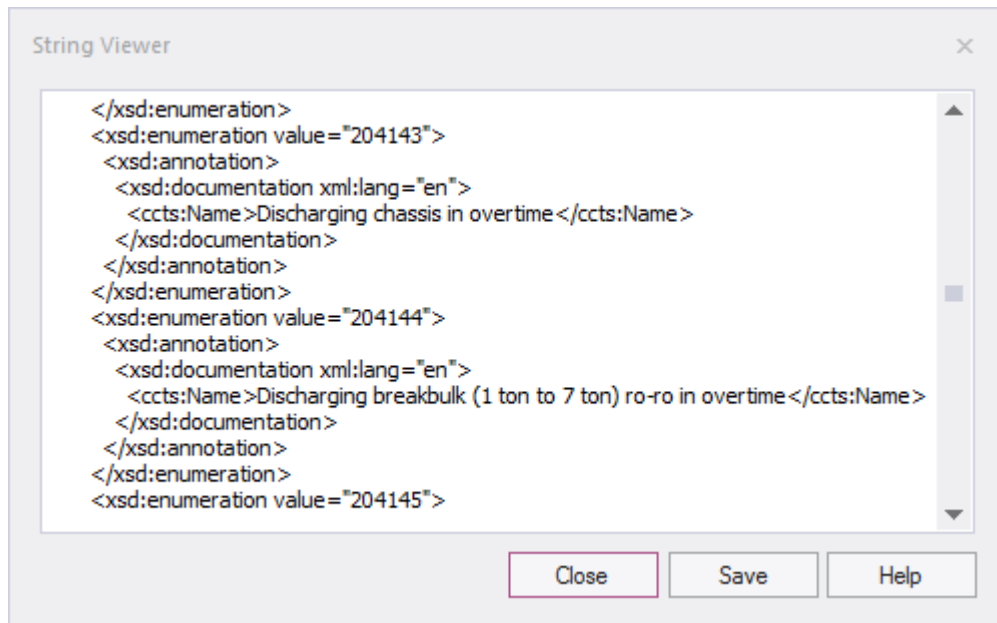 String Viewer
</xsd:enumeration>
<xsd:enumeration value="204143">
<xsd:annotation>
<xsd:documentation xml:lang="en">
<ccts:Name>Discharging chassis in overtime</ccts:Name>
</xsd:documentation>
</xsd:annotation>
</xsd:enumeration>
<xsd:enumeration value="204144">
<xsd:annotation>
<xsd:documentation xml:lang="en">
<ccts:Name>Discharging breakbulk (1 ton to 7 ton) ro-ro in overtime</ccts:Name>
</xsd:documentation>
</xsd:annotation>
</xsd:enumeration>
<xsd:enumeration value="204145">
Close Save Help